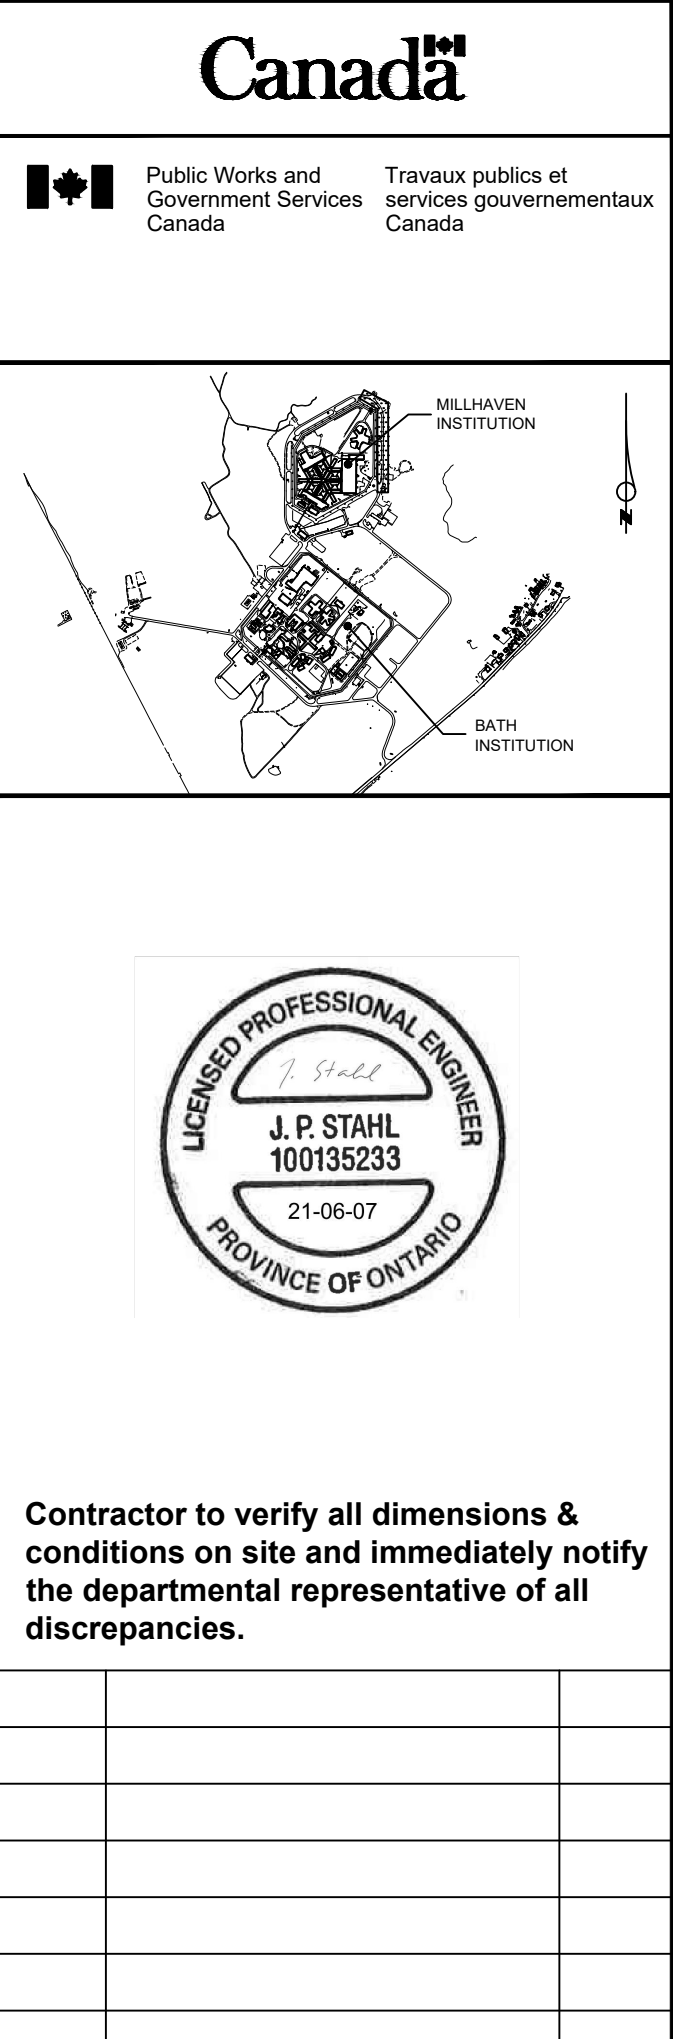 Canada
Public Works and
Government Services
Canada
Travaux publics et
services gouvernementaux
Canada
MILLHAVEN
INSTITUTION
N
BATH
INSTITUTION
LICENSED PROFESSIONAL ENGINEER
J. Stahl
J. P. STAHL
100135233
21-06-07
PROVINCE OF ONTARIO
Contractor to verify all dimensions &
conditions on site and immediately notify
the departmental representative of all
discrepancies.